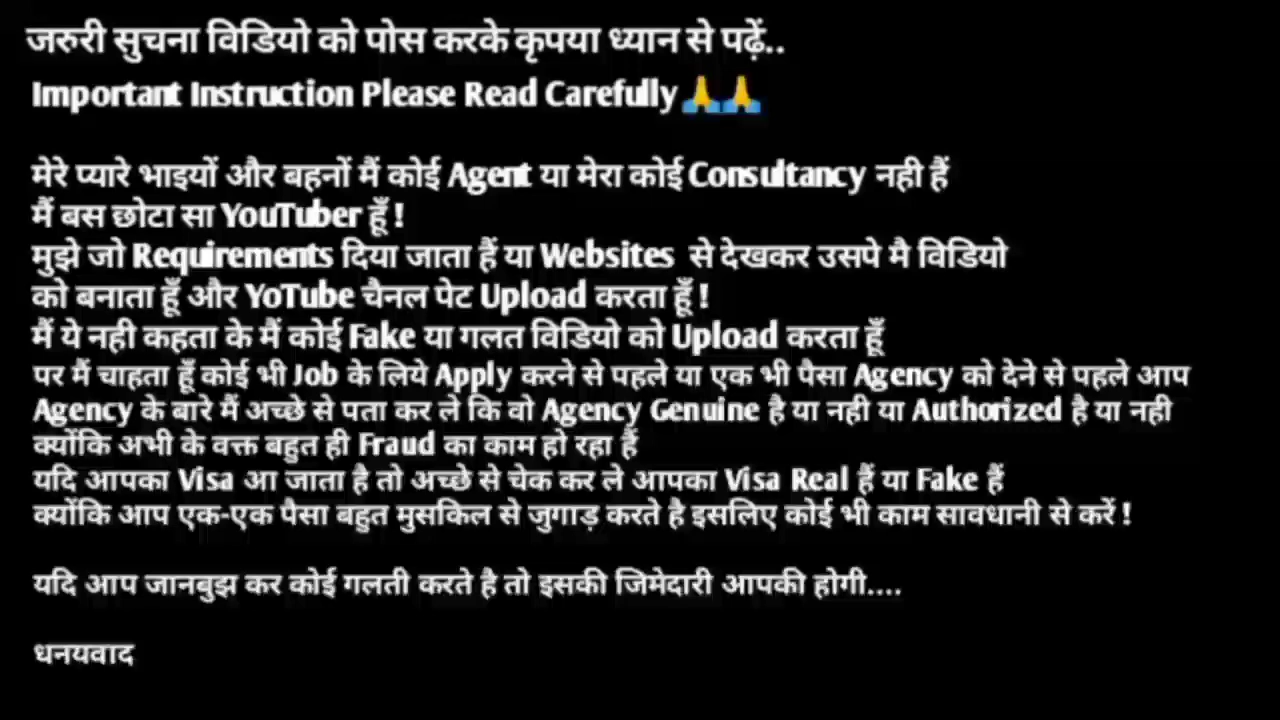 जरुरी सुचना विडियो को पोस करके कृपया ध्यान से पढ़ें..
Important Instruction Please Read Carefully 🙏🙏
मेरे प्यारे भाइयों और बहनों मैं कोई Agent या मेरा कोई Consultancy नही हैं
मैं बस छोटा सा YouTuber हूँ !
मुझे जो Requirements दिया जाता हैं या Websites से देखकर उसपे मै विडियो
को बनाता हूँ और YoTube चैनल पेट Upload करता हूँ !
मैं ये नही कहता के मैं कोई Fake या गलत विडियो को Upload करता हूँ
पर मैं चाहता हूँ कोई भी Job के लिये Apply करने से पहले या एक भी पैसा Agency को देने से पहले आप
Agency के बारे मैं अच्छे से पता कर ले कि वो Agency Genuine है या नही या Authorized है या नही
क्योंकि अभी के वक्त बहुत ही Fraud का काम हो रहा हैं
यदि आपका Visa आ जाता है तो अच्छे से चेक कर ले आपका Visa Real हैं या Fake हैं
क्योंकि आप एक-एक पैसा बहुत मुसकिल से जुगाड़ करते है इसलिए कोई भी काम सावधानी से करें !
यदि आप जानबुझ कर कोई गलती करते है तो इसकी जिमेदारी आपकी होगी....
धनयवाद